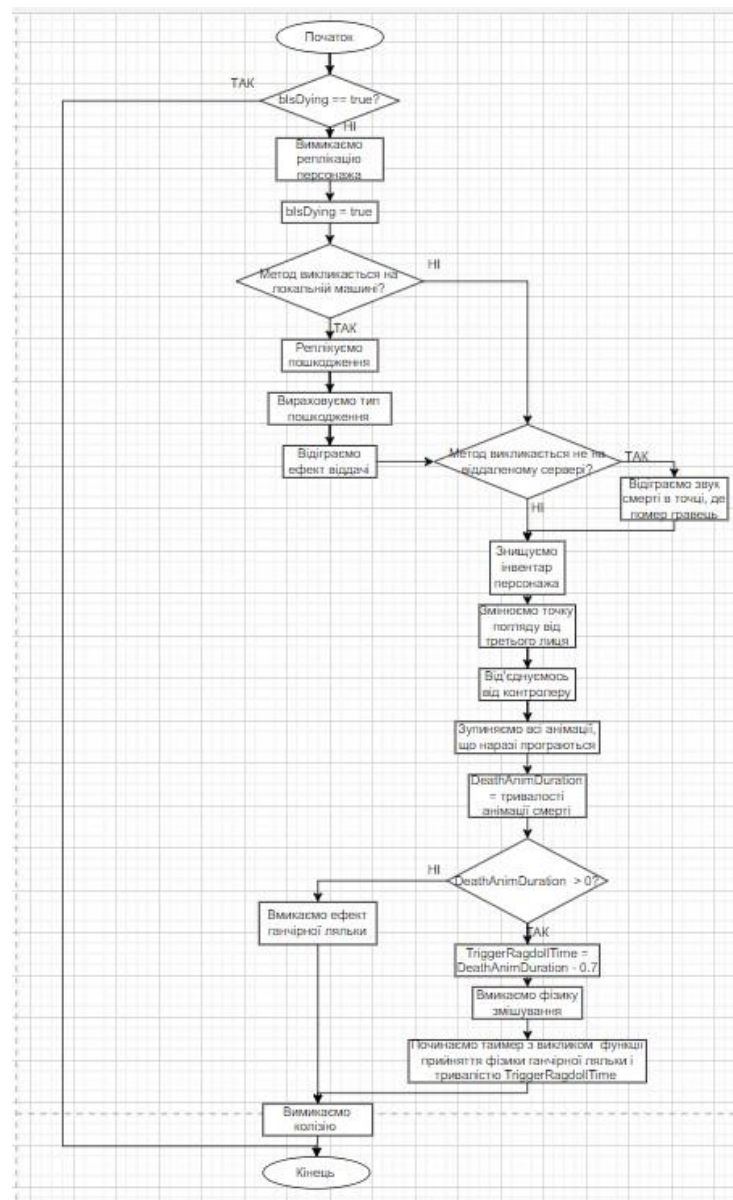 Початок
ТАК
bIsDying == true?
НІ
Вимикаємо
реплікацію
персонажа
bIsDying = true
НІ
Метод викликається на
локальній машині?
ТАК
Реплікуємо
пошкодження
Вираховуємо тип
пошкодження
Відіграємо
ефект віддачі
Метод викликається не на
віддаленому сервері?
ТАК
Відіграємо звук
смерті в точці, де
помер гравець
НІ
Знищуємо
інвентар
персонажа
Змінюємо точку
погляду від
третього лиця
Від'єднуємось
від контролеру
Зупиняємо всі анімації,
що наразі програються
DeathAnimDuration
= тривалості
анімації смерті
НІ
DeathAnimDuration > 0?
Вмикаємо ефект
ганчірної ляльки
ТАК
TriggerRagdollTime =
DeathAnimDuration - 0.7
Вмикаємо фізику
змішування
Починаємо таймер з викликом функції
прийняття фізики ганчірної ляльки і
тривалістю TriggerRagdollTime
Вимикаємо
колізію
Кінець